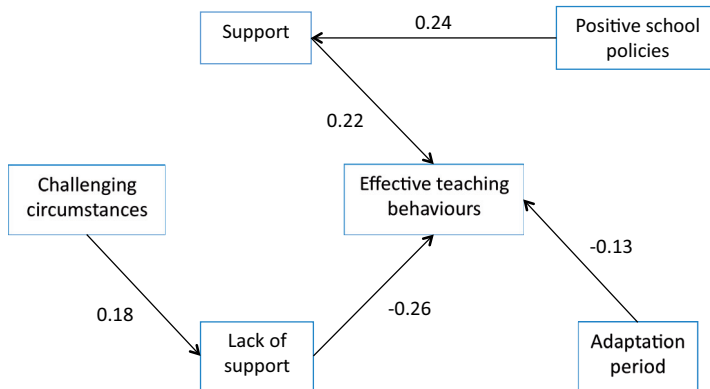 Support
0.24
Positive school
policies
0.22
Challenging
circumstances
Effective teaching
behaviours
-0.13
0.18
-0.26
Lack of
support
Adaptation
period